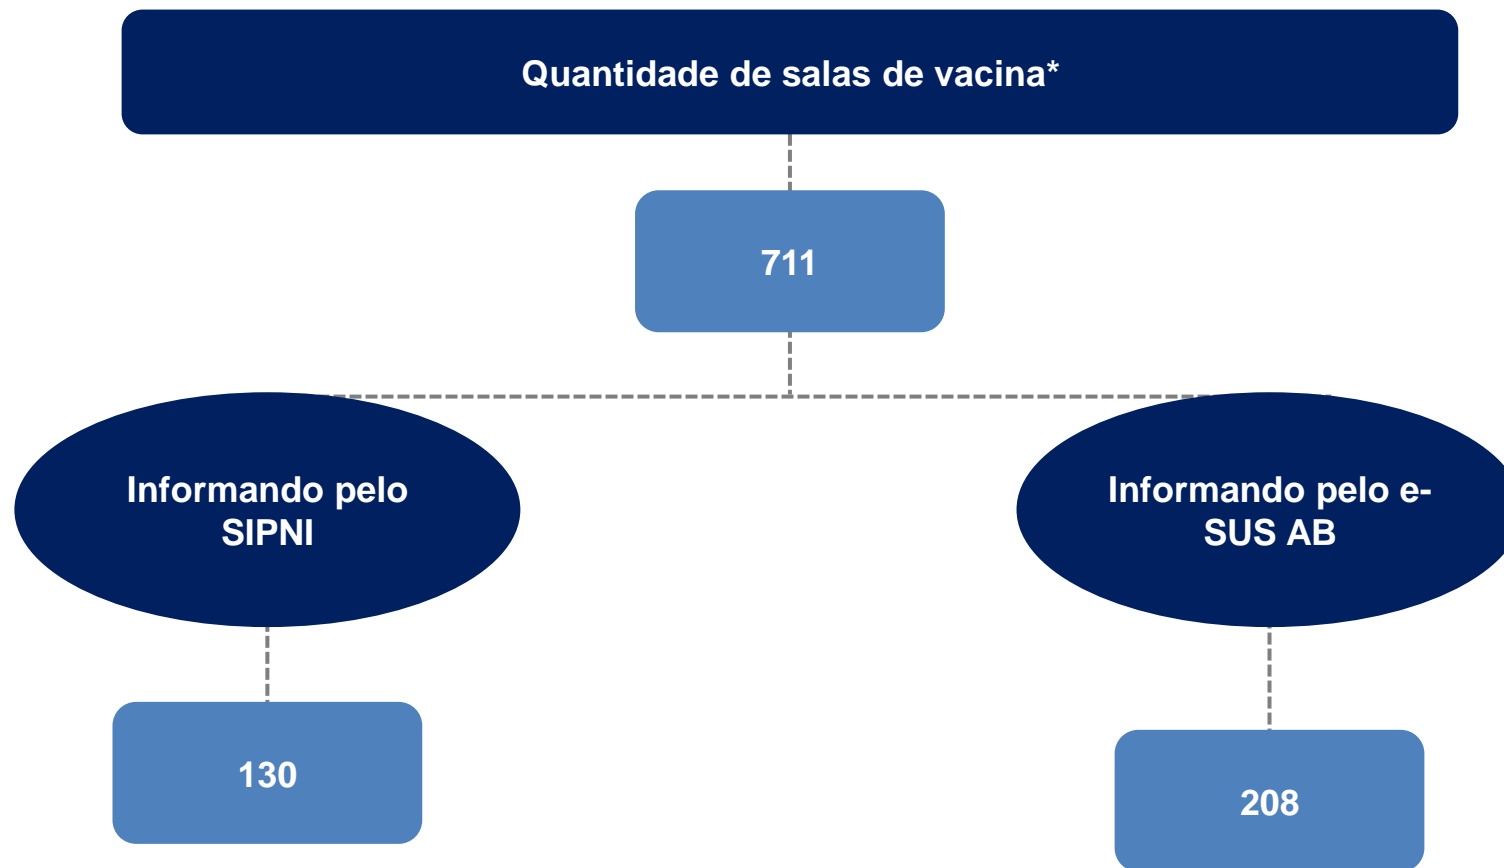 Quantidade de salas de vacina*
711
Informando pelo
SIPNI
Informando pelo e-
SUS AB
130
208